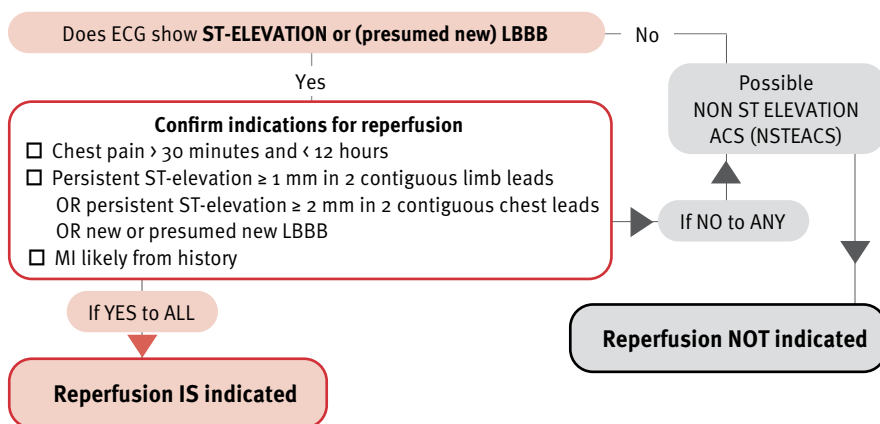 Does ECG show ST-ELEVATION or (presumed new) LBBB
No
Yes
Possible
NON ST ELEVATION
ACS (NSTEACS)
Confirm indications for reperfusion
☐ Chest pain > 30 minutes and < 12 hours
☐ Persistent ST-elevation ≥ 1 mm in 2 contiguous limb leads
OR persistent ST-elevation ≥ 2 mm in 2 contiguous chest leads
OR new or presumed new LBBB
☐ MI likely from history
If NO to ANY
If YES to ALL
Reperfusion NOT indicated
Reperfusion IS indicated